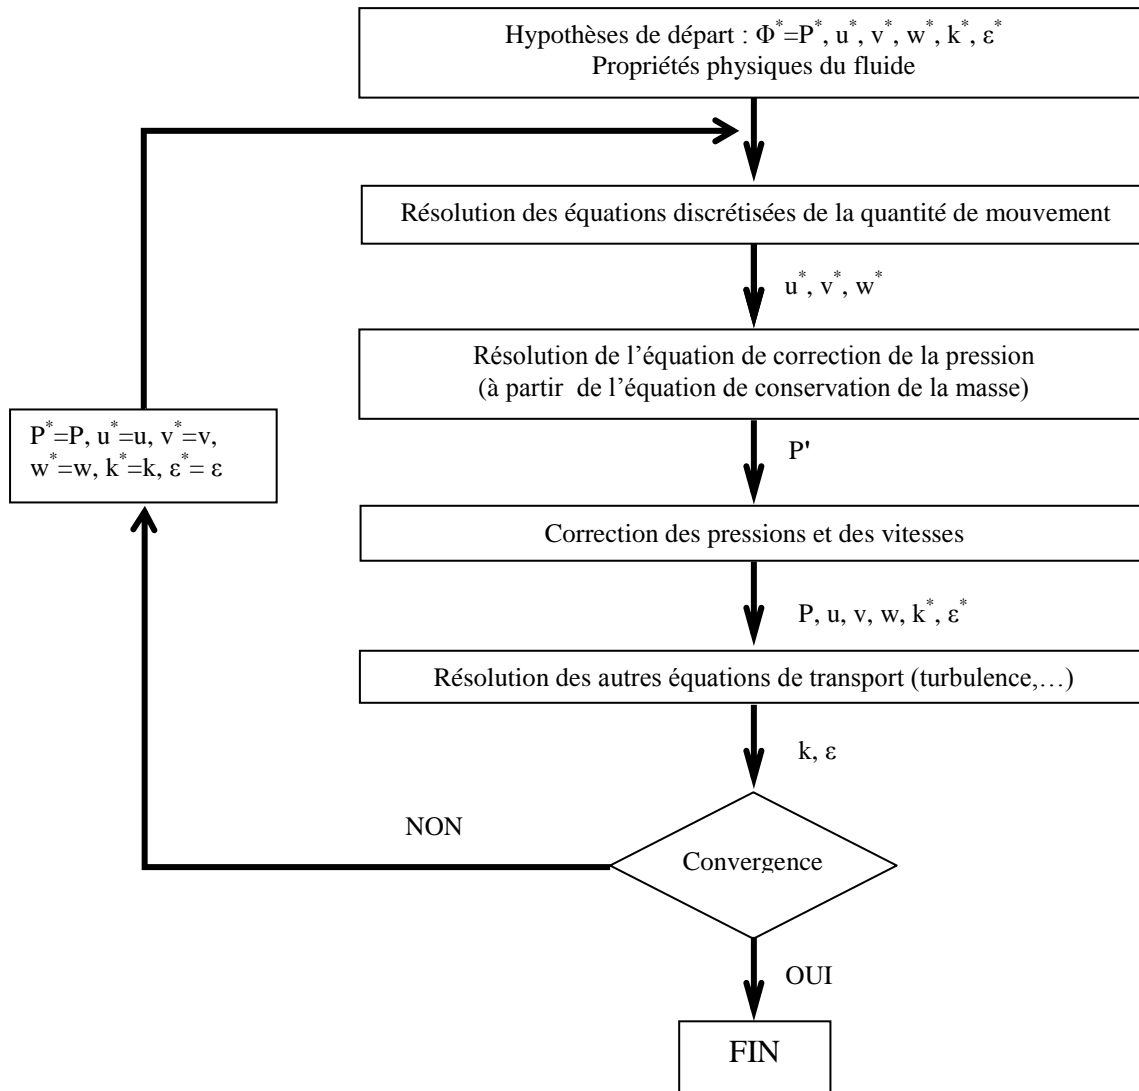 Hypothèses de départ : Φ*=P*, u*, v*, w*, k*, ε*
Propriétés physiques du fluide
Résolution des équations discrétisées de la quantité de mouvement
u*, v*, w*
Résolution de l’équation de correction de la pression
(à partir de l’équation de conservation de la masse)
P'
P*=P, u*=u, v*=v,
w*=w, k*=k, ε*= ε
Correction des pressions et des vitesses
P, u, v, w, k*, ε*
Résolution des autres équations de transport (turbulence,…)
k, ε
NON
Convergence
OUI
FIN